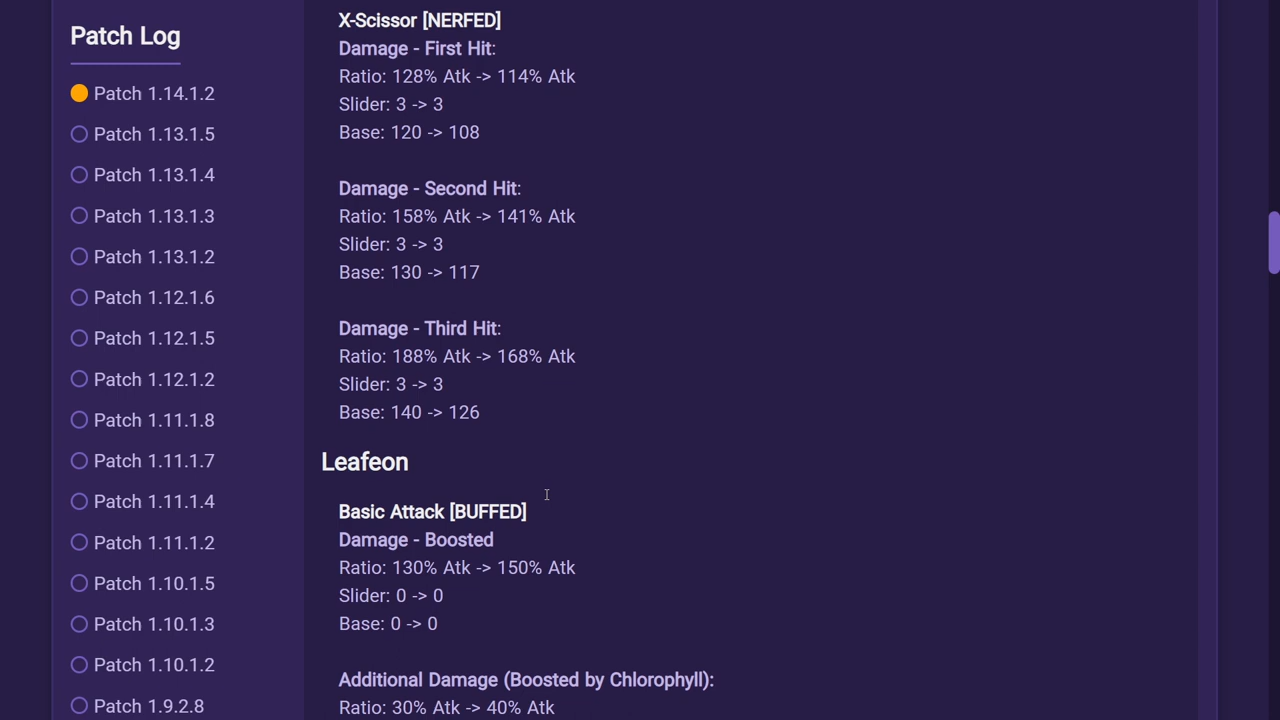 Patch Log
Patch 1.14.1.2
Patch 1.13.1.5
Patch 1.13.1.4
Patch 1.13.1.3
Patch 1.13.1.2
Patch 1.12.1.6
Patch 1.12.1.5
Patch 1.12.1.2
Patch 1.11.1.8
Patch 1.11.1.7
Patch 1.11.1.4
Patch 1.11.1.2
Patch 1.10.1.5
Patch 1.10.1.3
Patch 1.10.1.2
Patch 1.9.2.8
X-Scissor [NERFED]
Damage - First Hit:
Ratio: 128% Atk -> 114% Atk
Slider: 3 -> 3
Base: 120 -> 108
Damage - Second Hit:
Ratio: 158% Atk -> 141% Atk
Slider: 3 -> 3
Base: 130 -> 117
Damage - Third Hit:
Ratio: 188% Atk -> 168% Atk
Slider: 3 -> 3
Base: 140 -> 126
Leafeon
Basic Attack [BUFFED]
Damage - Boosted
Ratio: 130% Atk -> 150% Atk
Slider: 0 -> 0
Base: 0 -> 0
Additional Damage (Boosted by Chlorophyll):
Ratio: 30% Atk -> 40% Atk